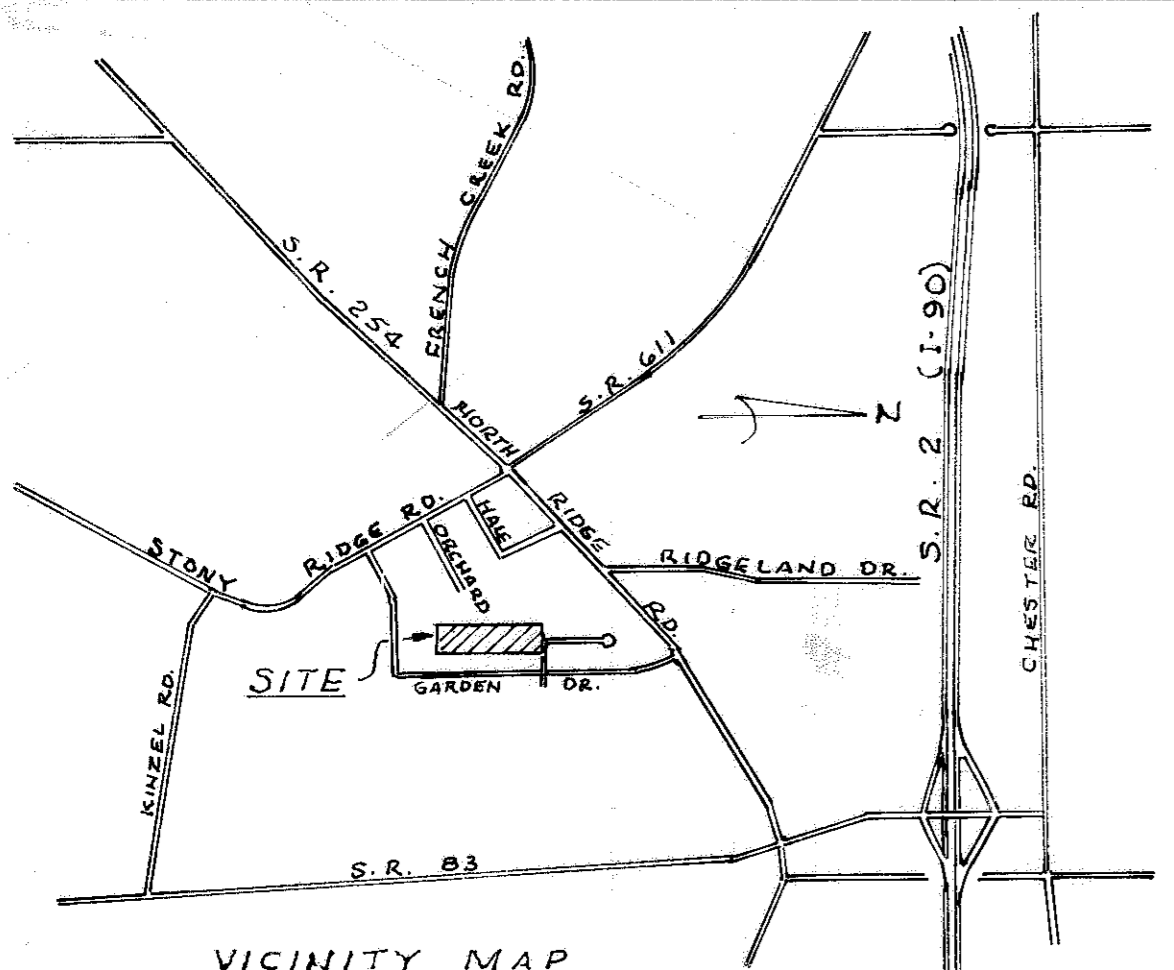 FRENCH CREEK RD.
S. R. 254
S. R. 611
S. R. 2 (I-90)
CHESTER RD.
N
NORTH RIDGE RD.
STONY RIDGE RD.
HALE
ORCHARD
RIDGELAND DR.
SITE
GARDEN DR.
KINZEL RD.
S. R. 83
VICINITY MAP